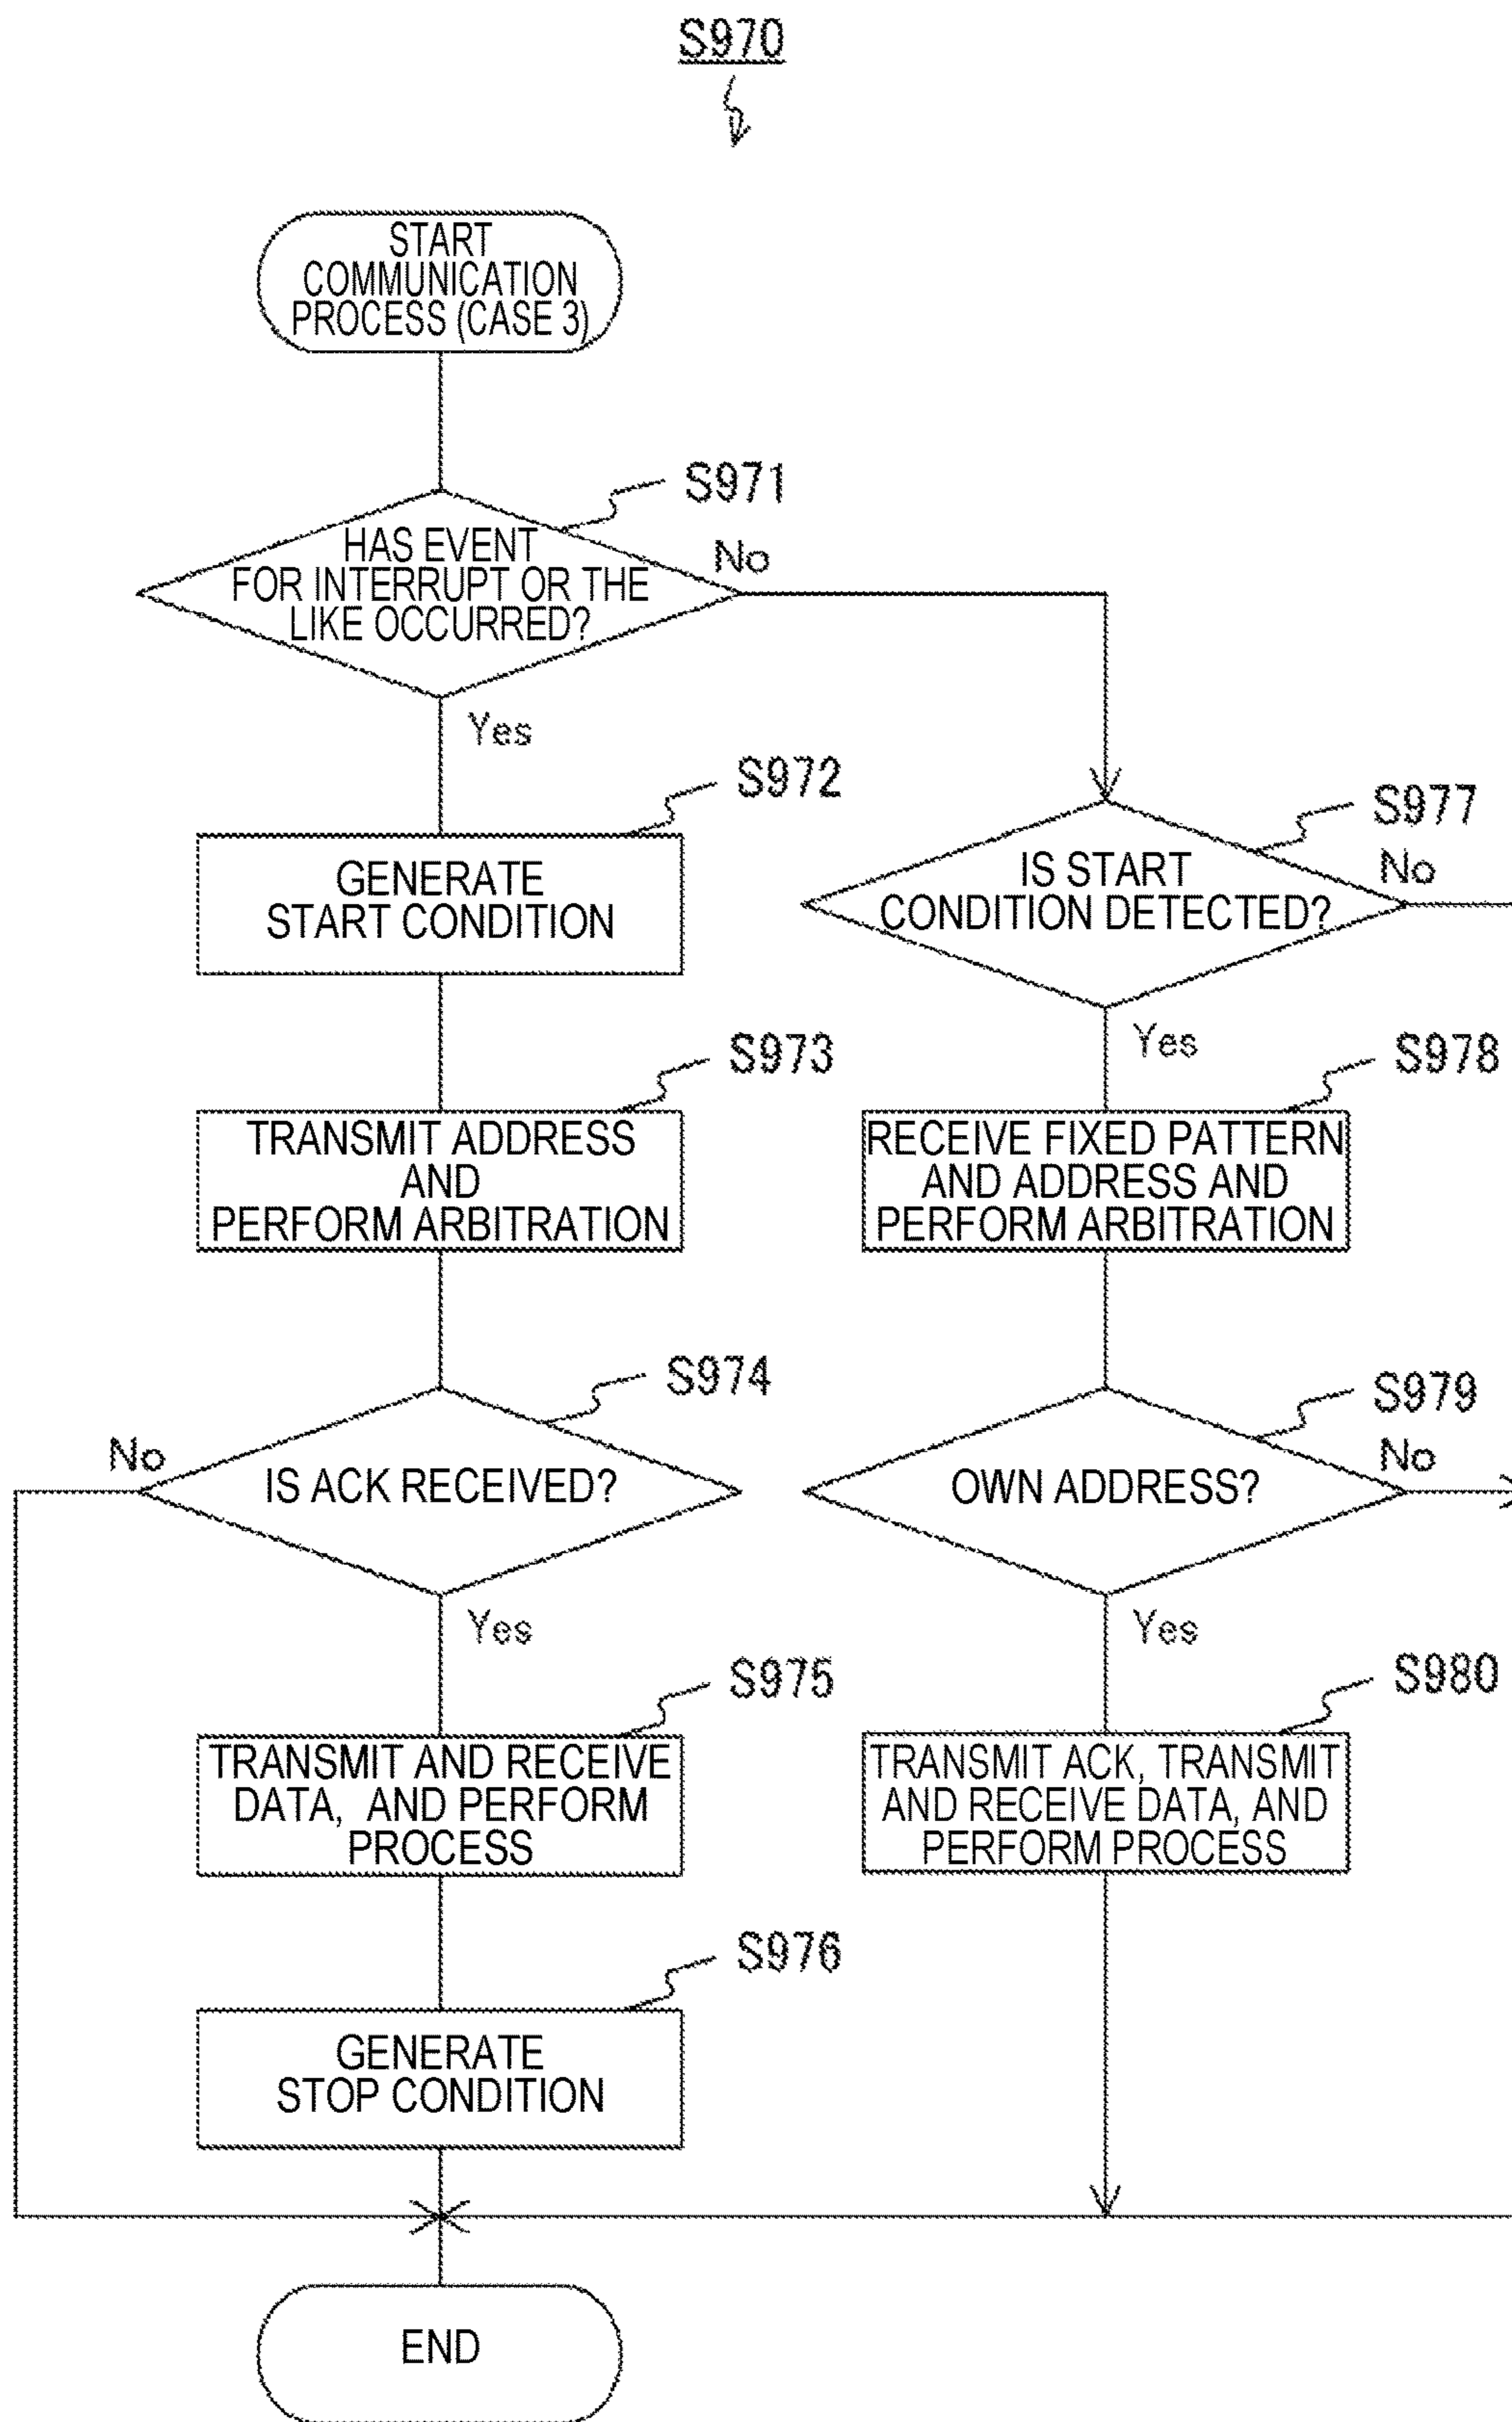 S970
START
COMMUNICATION
PROCESS (CASE 3)
S971
HAS EVENT
FOR INTERRUPT OR THE
LIKE OCCURRED?
No
Yes
S972
GENERATE
START CONDITION
S973
TRANSMIT ADDRESS
AND
PERFORM ARBITRATION
S974
No
IS ACK RECEIVED?
Yes
S975
TRANSMIT AND RECEIVE
DATA, AND PERFORM
PROCESS
S976
GENERATE
STOP CONDITION
S977
IS START
CONDITION DETECTED?
No
Yes
S978
RECEIVE FIXED PATTERN
AND ADDRESS AND
PERFORM ARBITRATION
S979
No
OWN ADDRESS?
Yes
S980
TRANSMIT ACK, TRANSMIT
AND RECEIVE DATA, AND
PERFORM PROCESS
END